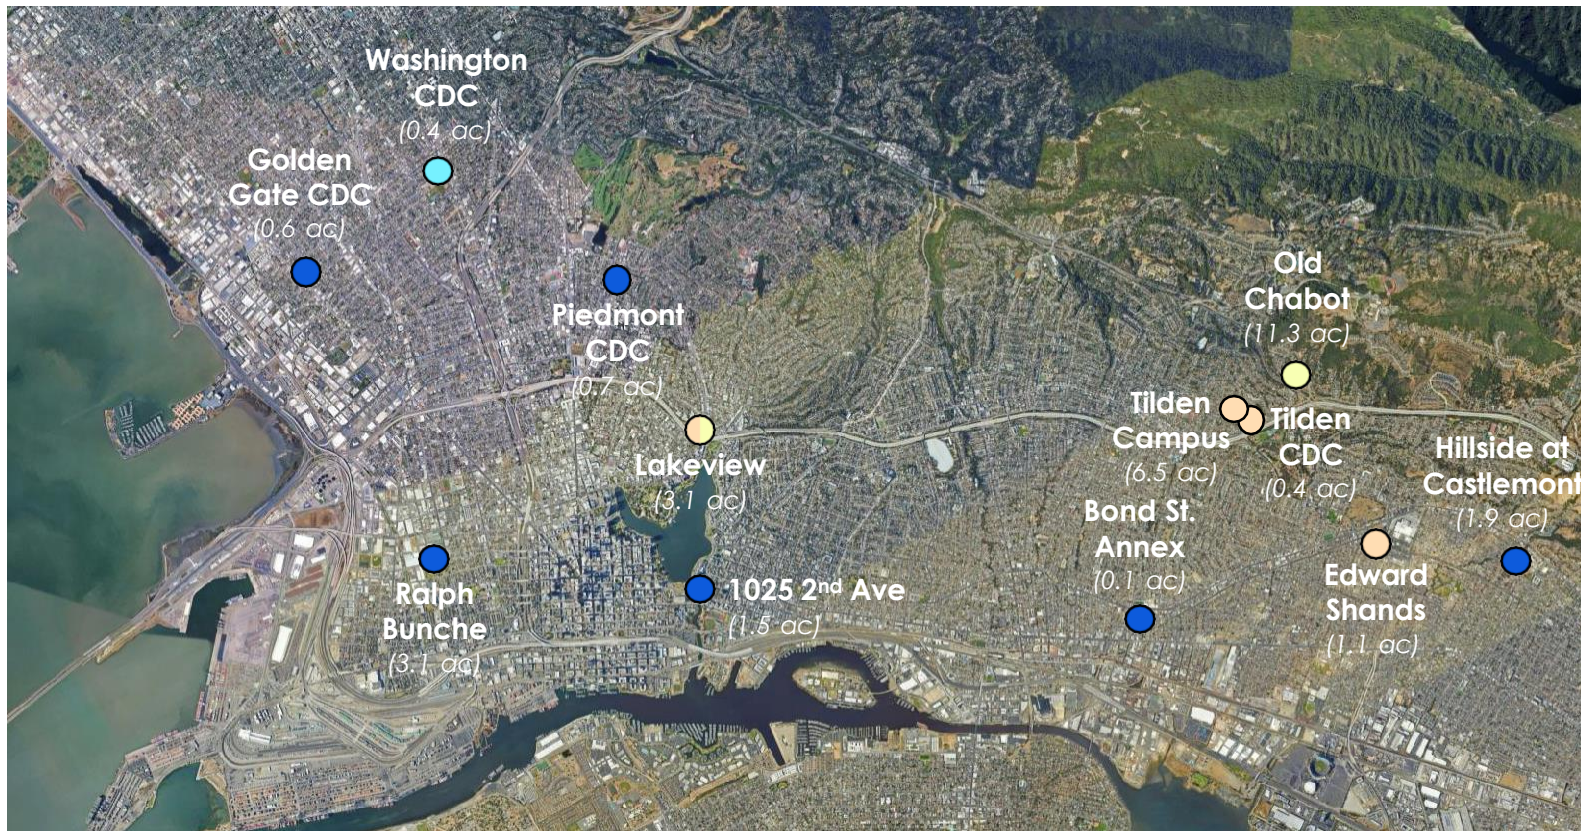 Washington
CDC
(0.4 ac)
Golden
Gate CDC
(0.6 ac)
Piedmont
CDC
(0.7 ac)
Old
Chabot
(11.3 ac)
Tilden
Campus
(6.5 ac)
Tilden
CDC
(0.4 ac)
Hillside at
Castlemont
(1.9 ac)
Lakeview
(3.1 ac)
Bond St.
Annex
(0.1 ac)
Ralph
Bunche
(3.1 ac)
1025 2nd Ave
(1.5 ac)
Edward
Shands
(1.1 ac)